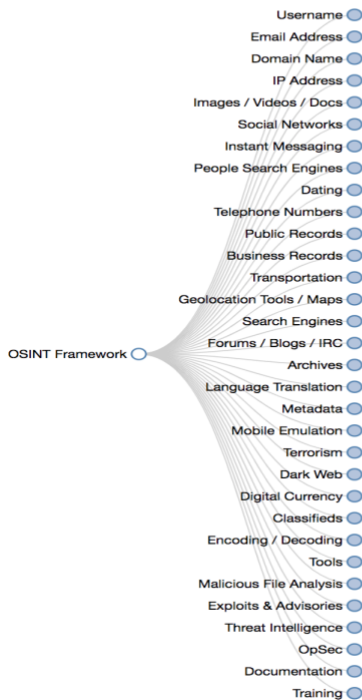 Username
Email Address
Domain Name
IP Address
Images / Videos / Docs
Social Networks
Instant Messaging
People Search Engines
Dating
Telephone Numbers
Public Records
Business Records
Transportation
Geolocation Tools / Maps
Search Engines
Forums / Blogs / IRC
OSINT Framework
Archives
Language Translation
Metadata
Mobile Emulation
Terrorism
Dark Web
Digital Currency
Classifieds
Encoding / Decoding
Tools
Malicious File Analysis
Exploits & Advisories
Threat Intelligence
OpSec
Documentation
Training